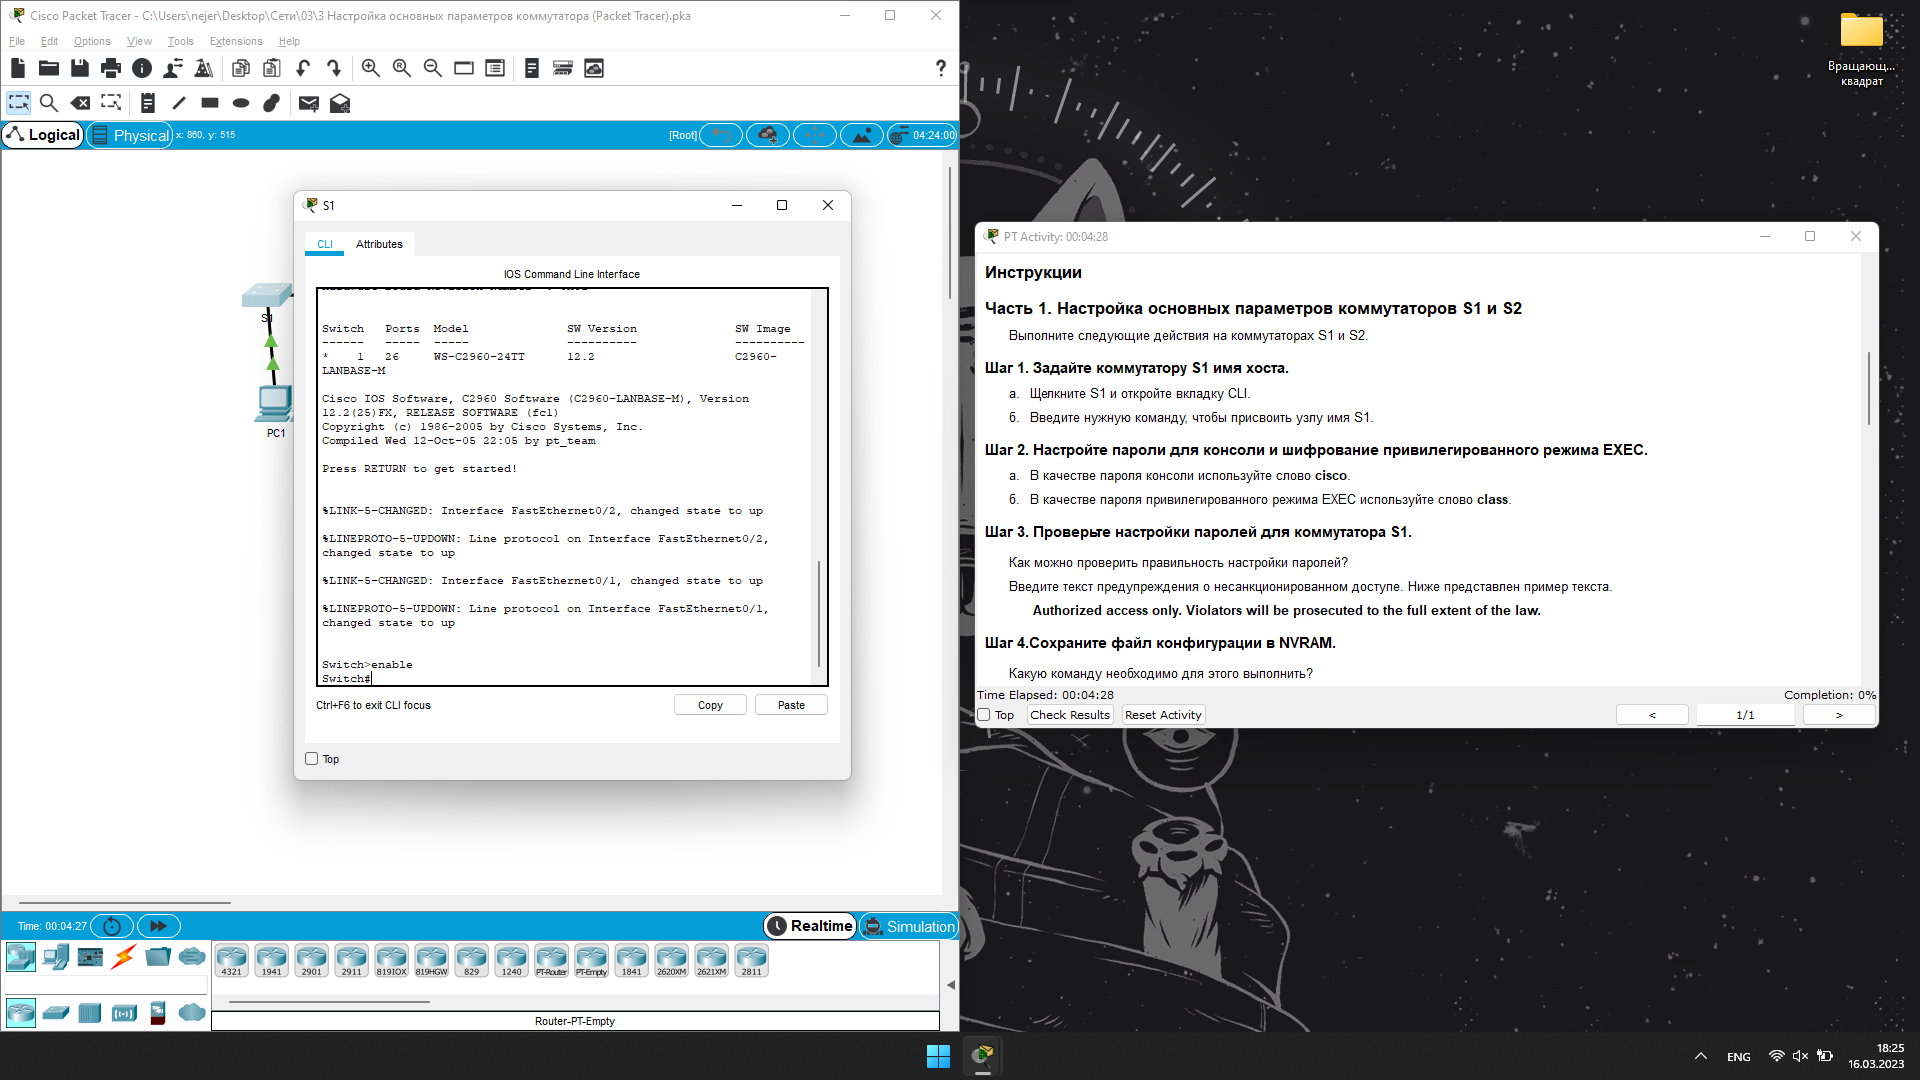 Cisco Packet Tracer - C:\Users\nejer\Desktop\Сети\03\3 Настройка основных параметров коммутатора (Packet Tracer).pka
File Edit Options View Tools Extensions Help
Logical Physical x: 860, y: 515 [Root] 04:24:00
S1
CLI Attributes
IOS Command Line Interface
Switch Ports Model SW Version SW Image
------ ----- ----- ---------- ----------
* 1 26 WS-C2960-24TT 12.2 C2960-
LANBASE-M
Cisco IOS Software, C2960 Software (C2960-LANBASE-M), Version
12.2(25)FX, RELEASE SOFTWARE (fc1)
Copyright (c) 1986-2005 by Cisco Systems, Inc.
Compiled Wed 12-Oct-05 22:05 by pt_team
Press RETURN to get started!
%LINK-5-CHANGED: Interface FastEthernet0/2, changed state to up
%LINEPROTO-5-UPDOWN: Line protocol on Interface FastEthernet0/2,
changed state to up
%LINK-5-CHANGED: Interface FastEthernet0/1, changed state to up
%LINEPROTO-5-UPDOWN: Line protocol on Interface FastEthernet0/1,
changed state to up
Switch>enable
Switch#
Ctrl+F6 to exit CLI focus Copy Paste
Top
S1
PC1
Time: 00:04:27 Realtime Simulation
4321 1941 2901 2911 819IOX 819HGW 829 1240 PT-Router PT-Empty 1841 2620XM 2621XM 2811
Router-PT-Empty
Вращающ...
квадрат
PT Activity: 00:04:28
Инструкции
Часть 1. Настройка основных параметров коммутаторов S1 и S2
Выполните следующие действия на коммутаторах S1 и S2.
Шаг 1. Задайте коммутатору S1 имя хоста.
а. Щелкните S1 и откройте вкладку CLI.
б. Введите нужную команду, чтобы присвоить узлу имя S1.
Шаг 2. Настройте пароли для консоли и шифрование привилегированного режима EXEC.
а. В качестве пароля консоли используйте слово cisco.
б. В качестве пароля привилегированного режима EXEC используйте слово class.
Шаг 3. Проверьте настройки паролей для коммутатора S1.
Как можно проверить правильность настройки паролей?
Введите текст предупреждения о несанкционированном доступе. Ниже представлен пример текста.
Authorized access only. Violators will be prosecuted to the full extent of the law.
Шаг 4.Сохраните файл конфигурации в NVRAM.
Какую команду необходимо для этого выполнить?
Time Elapsed: 00:04:28 Completion: 0%
Top Check Results Reset Activity < 1/1 >
ENG 18:25
16.03.2023